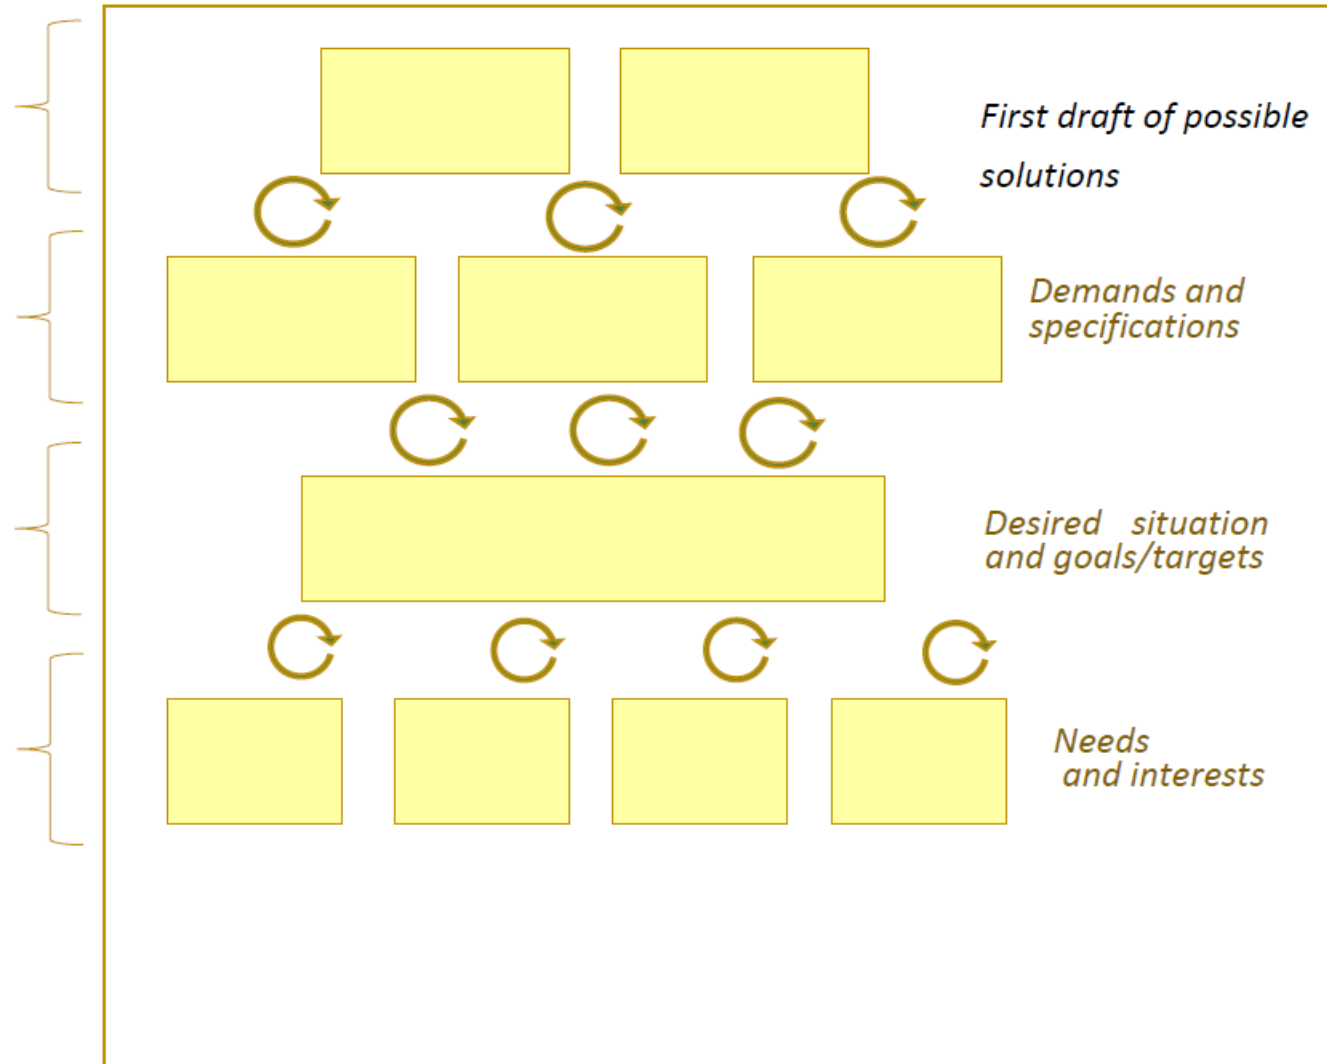 First draft of possible
solutions
Demands and
specifications
Desired situation
and goals/targets
Needs
and interests